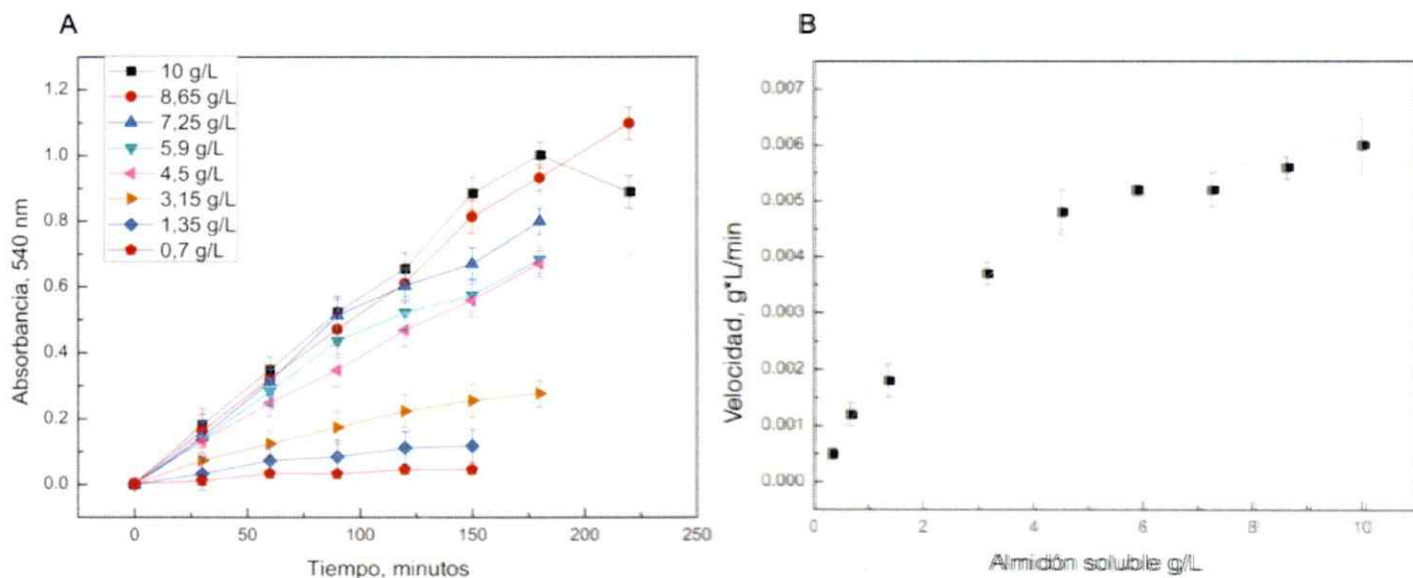 A
Absorbancia, 540 nm
1.2
1.0
0.8
0.6
0.4
0.2
0.0
10 g/L
8,65 g/L
7,25 g/L
5,9 g/L
4,5 g/L
3,15 g/L
1,35 g/L
0,7 g/L
0
50
100
150
200
250
Tiempo, minutos
B
Velocidad, g*L/min
0.007
0.006
0.005
0.004
0.003
0.002
0.001
0.000
0
2
4
6
8
10
Almidón soluble g/L